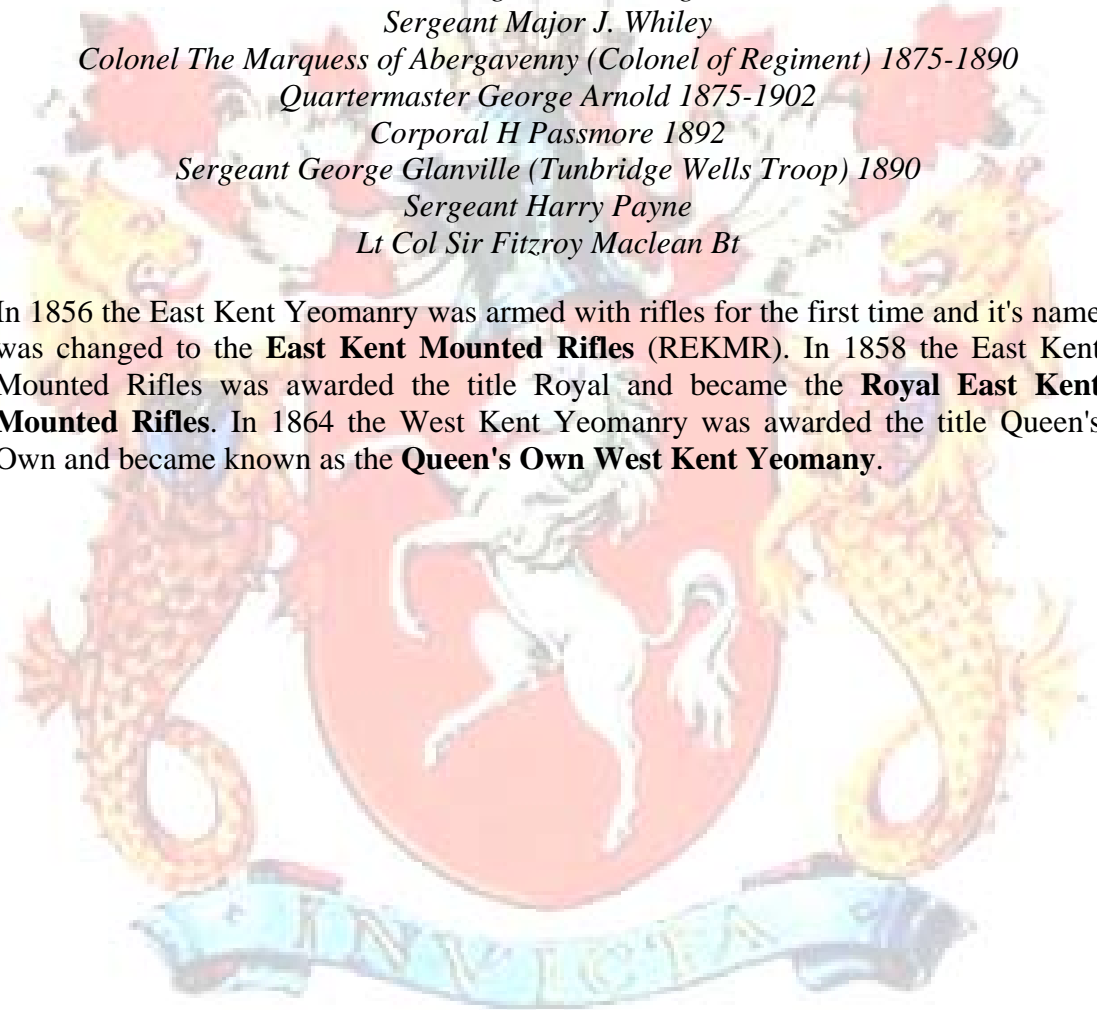 Sergeant Major J. Whiley
Colonel The Marquess of Abergavenny (Colonel of Regiment) 1875-1890
Quartermaster George Arnold 1875-1902
Corporal H Passmore 1892
Sergeant George Glanville (Tunbridge Wells Troop) 1890
Sergeant Harry Payne
Lt Col Sir Fitzroy Maclean Bt
In 1856 the East Kent Yeomanry was armed with rifles for the first time and it's name
was changed to the East Kent Mounted Rifles (REKMR). In 1858 the East Kent
Mounted Rifles was awarded the title Royal and became the Royal East Kent
Mounted Rifles. In 1864 the West Kent Yeomanry was awarded the title Queen's
Own and became known as the Queen's Own West Kent Yeomany.
INVICTA